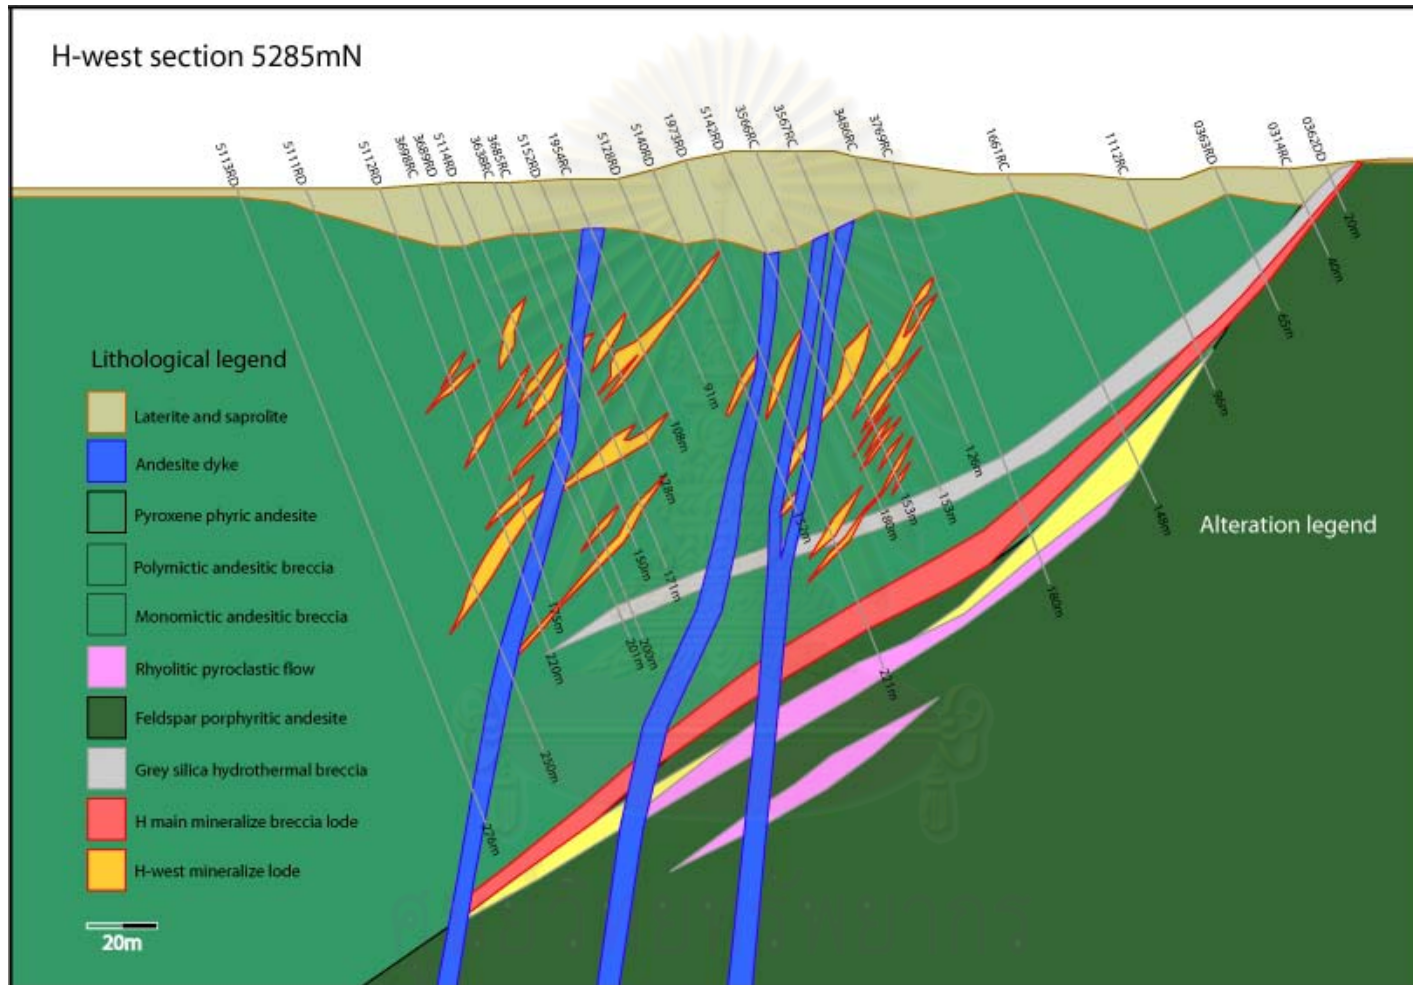 H-west section 5285mN
5113RD
5111RD
5112RD
3698RC
3689RD
5114RD
3638RC
3685RC
5152RD
1954RC
5128RD
5140RD
1973RD
5142RD
3566RC
3567RC
3486RC
3769RC
1661RC
1112RC
0363RD
0314RC
0362DD
20m
40m
65m
96m
148m
180m
126m
153m
153m
180m
152m
221m
91m
108m
178m
150m
171m
200m
201m
175m
220m
250m
276m
Lithological legend
Laterite and saprolite
Andesite dyke
Pyroxene phyric andesite
Polymictic andesitic breccia
Monomictic andesitic breccia
Rhyolitic pyroclastic flow
Feldspar porphyritic andesite
Grey silica hydrothermal breccia
H main mineralize breccia lode
H-west mineralize lode
20m
Alteration legend